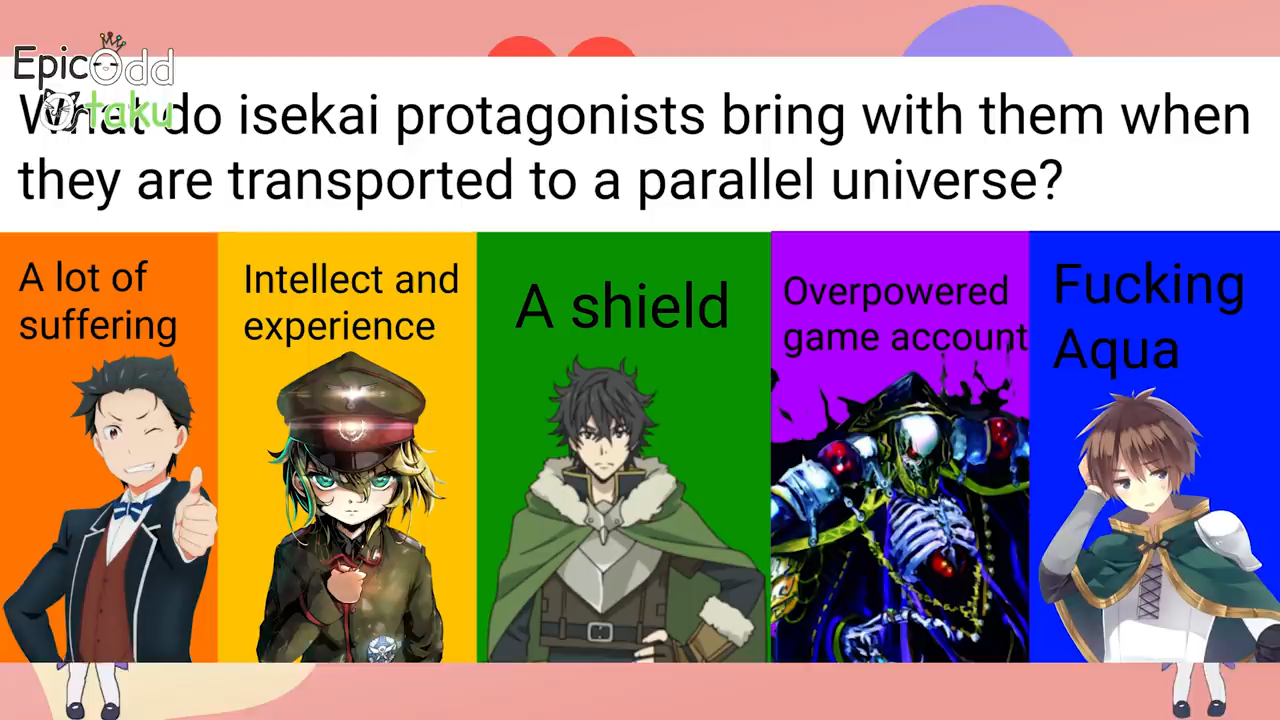 EpicOdd
taku
What do isekai protagonists bring with them when
they are transported to a parallel universe?
A lot of
suffering
Intellect and
experience
A shield
Overpowered
game account
Fucking
Aqua